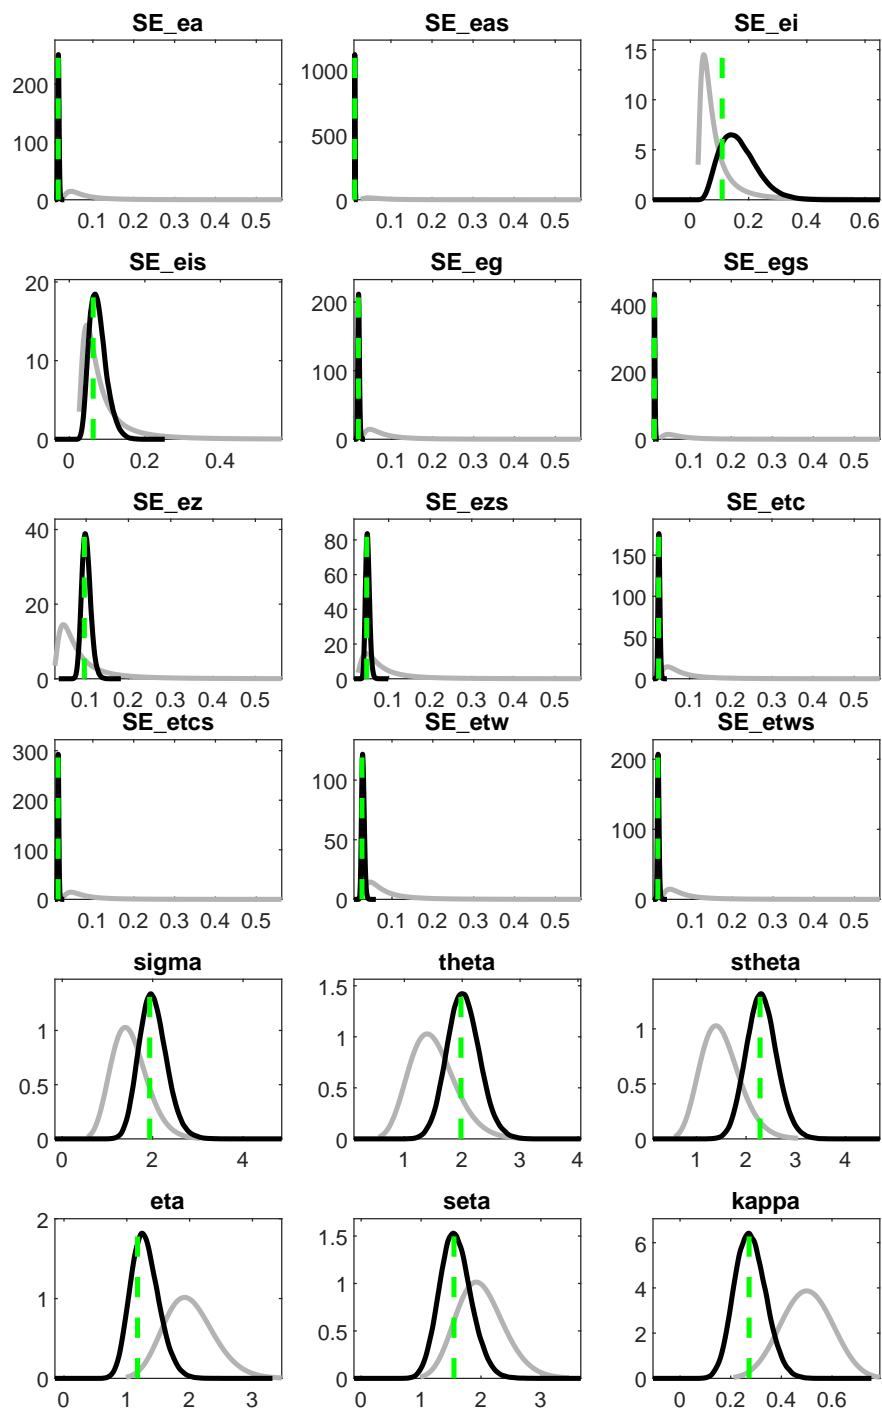 SE_ea SE_eas SE_ei
200 1000 15
100 500 10
0 0 5
0
0.1 0.2 0.3 0.4 0.5 0.1 0.2 0.3 0.4 0.5 0 0.2 0.4 0.6
SE_eis SE_eg SE_egs
20 200 400
10 100 200
0 0 0
0 0.2 0.4 0.1 0.2 0.3 0.4 0.5 0.1 0.2 0.3 0.4 0.5
SE_ez SE_ezs SE_etc
40 80 150
20 60 100
0 40 50
20 0
0
0.1 0.2 0.3 0.4 0.5 0.1 0.2 0.3 0.4 0.5 0.1 0.2 0.3 0.4 0.5
SE_etcs SE_etw SE_etws
300 100 200
200 50 100
100 0 0
0
0.1 0.2 0.3 0.4 0.5 0.1 0.2 0.3 0.4 0.5 0.1 0.2 0.3 0.4 0.5
sigma theta stheta
1 1.5 1
0.5 1 0.5
0 0.5 0
0
0 2 4 1 2 3 4 1 2 3 4
eta seta kappa
2 1.5 6
1 1 4
0 0.5 2
0 0
0 1 2 3 0 1 2 3 0 0.2 0.4 0.6